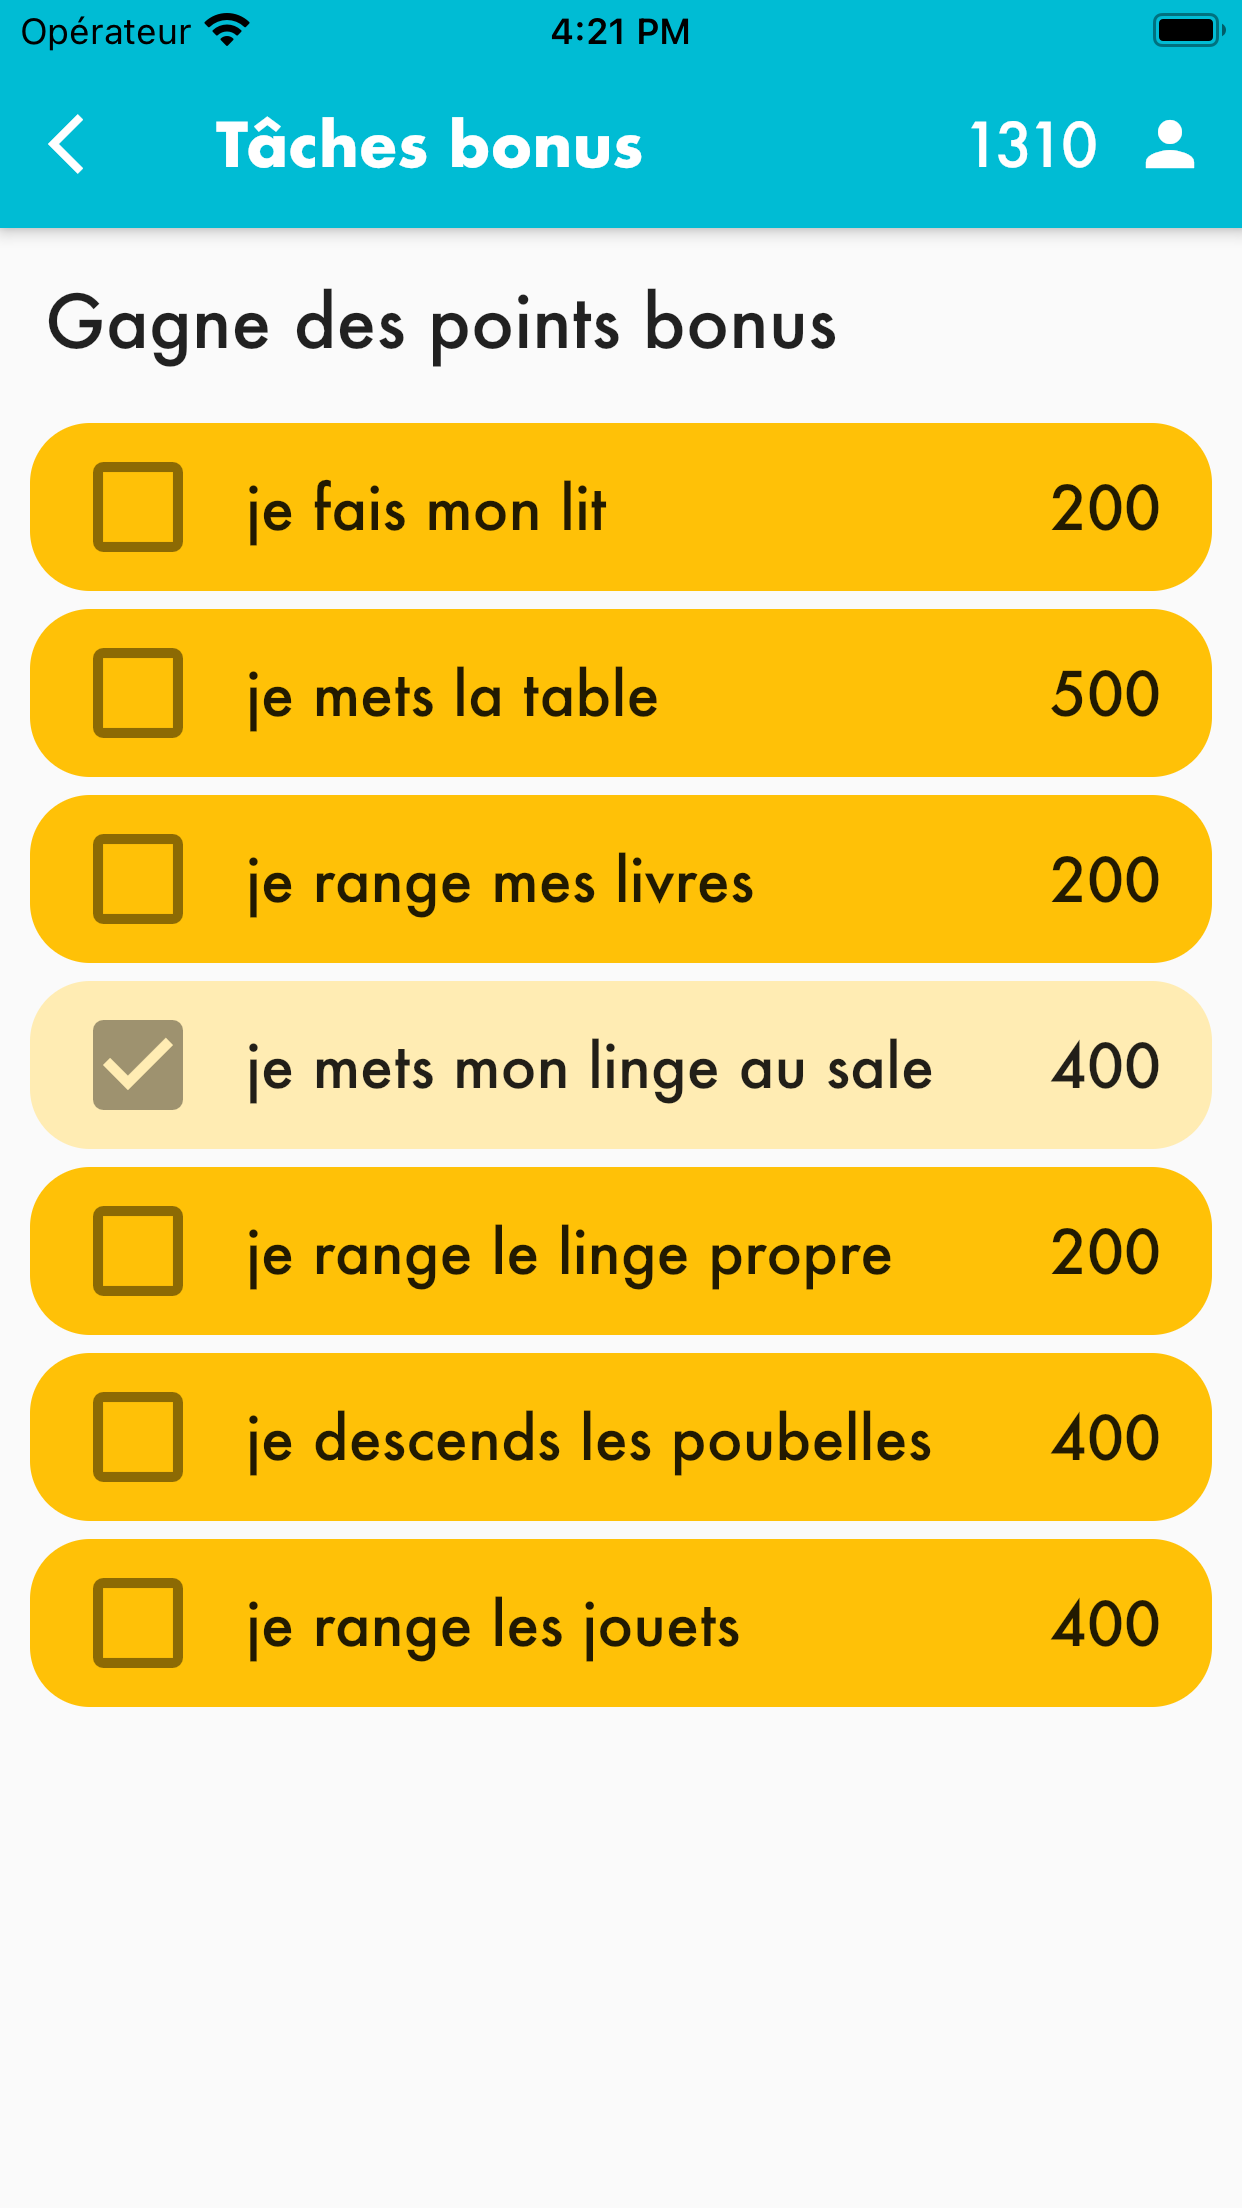 Opérateur 4:21 PM
Tâches bonus 1310
Gagne des points bonus
je fais mon lit 200
je mets la table 500
je range mes livres 200
je mets mon linge au sale 400
je range le linge propre 200
je descends les poubelles 400
je range les jouets 400